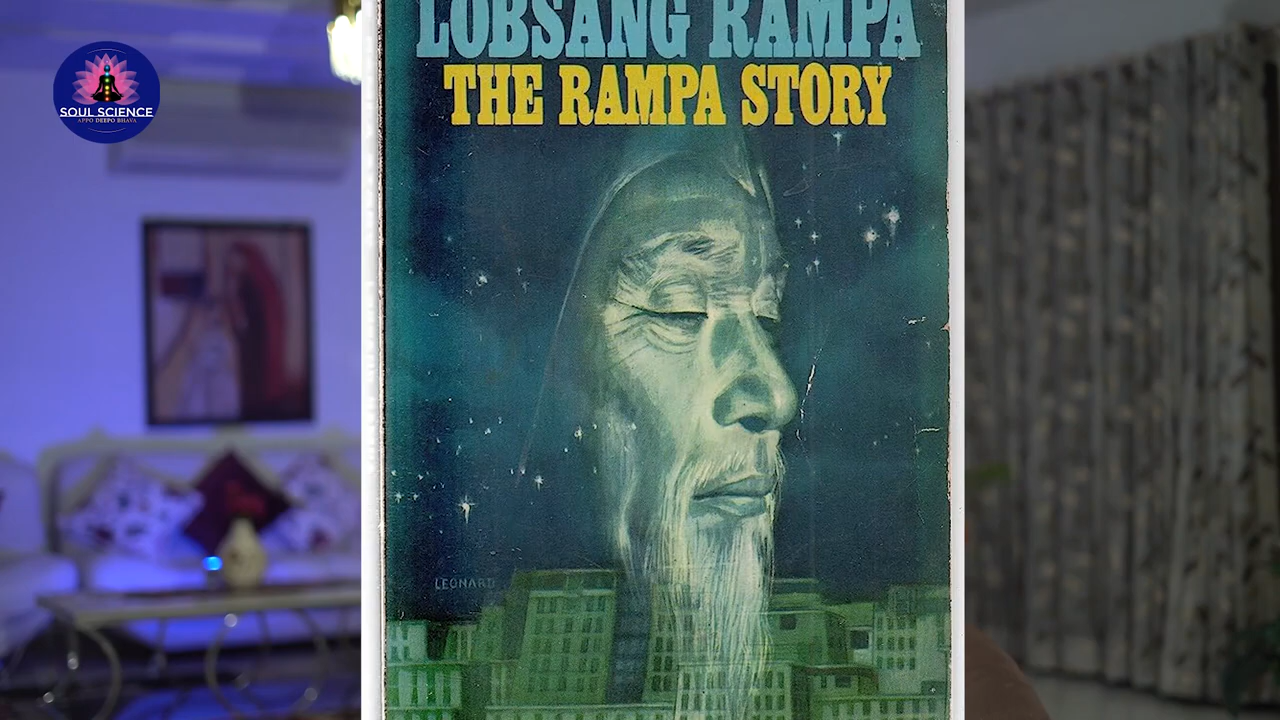 SOUL SCIENCE
APPO DEEPO BHAVA
LOBSANG RAMPA
THE RAMPA STORY
LEONARD